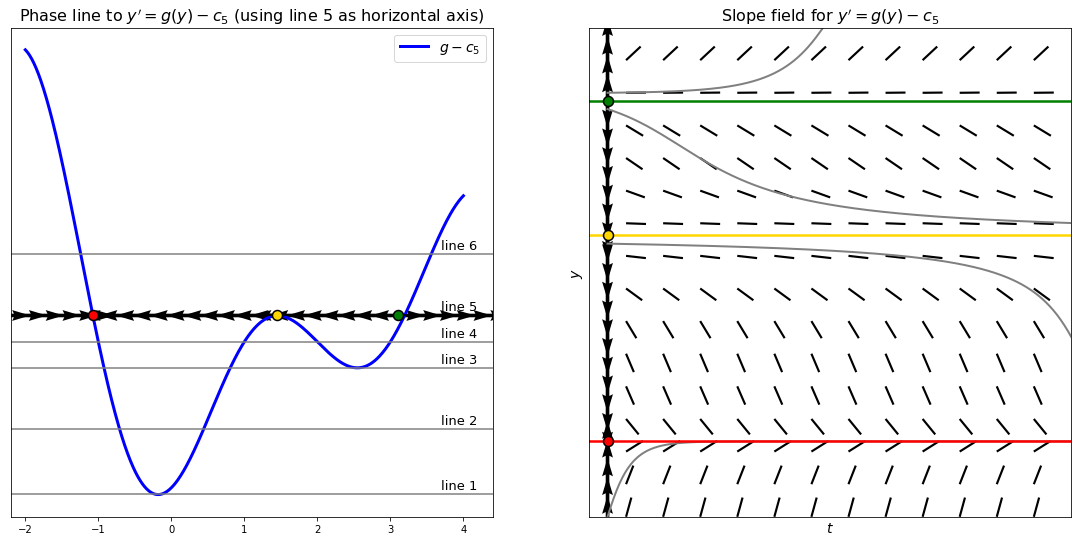 Phase line to y′ = g(y) − c₅ (using line 5 as horizontal axis)
g − c₅
line 6
line 5
line 4
line 3
line 2
line 1
−2 −1 0 1 2 3 4
Slope field for y′ = g(y) − c₅
y
t